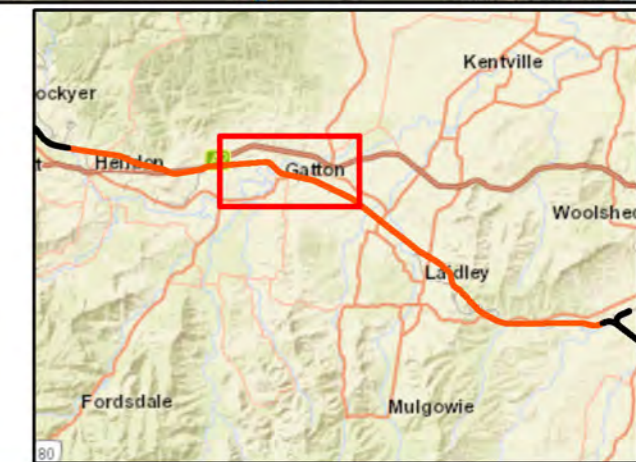 Kentville
ockyer
t
Helidon
Gatton
Woolshed
Laidley
Fordsdale
Mulgowie
80